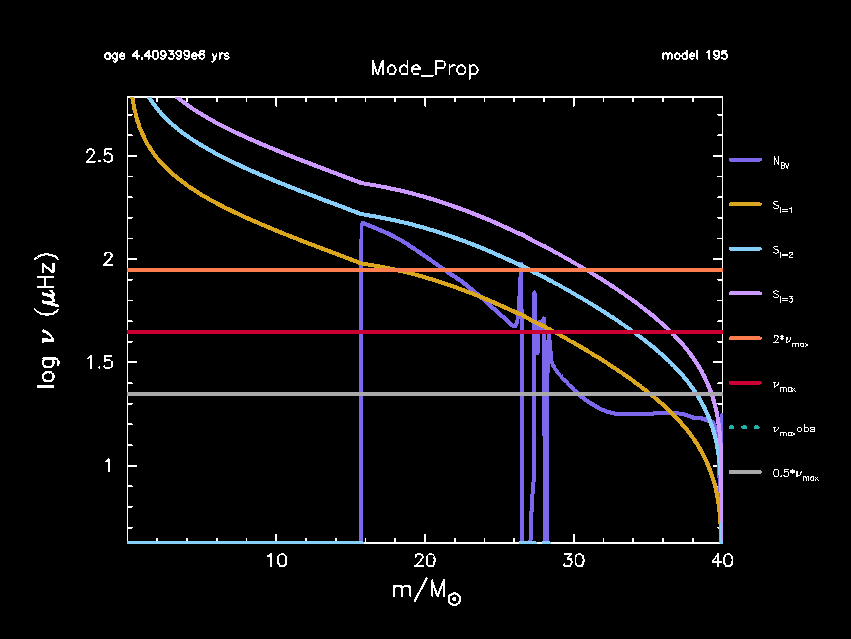 age 4.409399e6 yrs
model 195
Mode_Prop
log ν (μHz)
2.5
2
1.5
1
10
20
30
40
m/M☉
N_BV
S_l=1
S_l=2
S_l=3
2*ν_max
ν_max
ν_max obs
0.5*ν_max